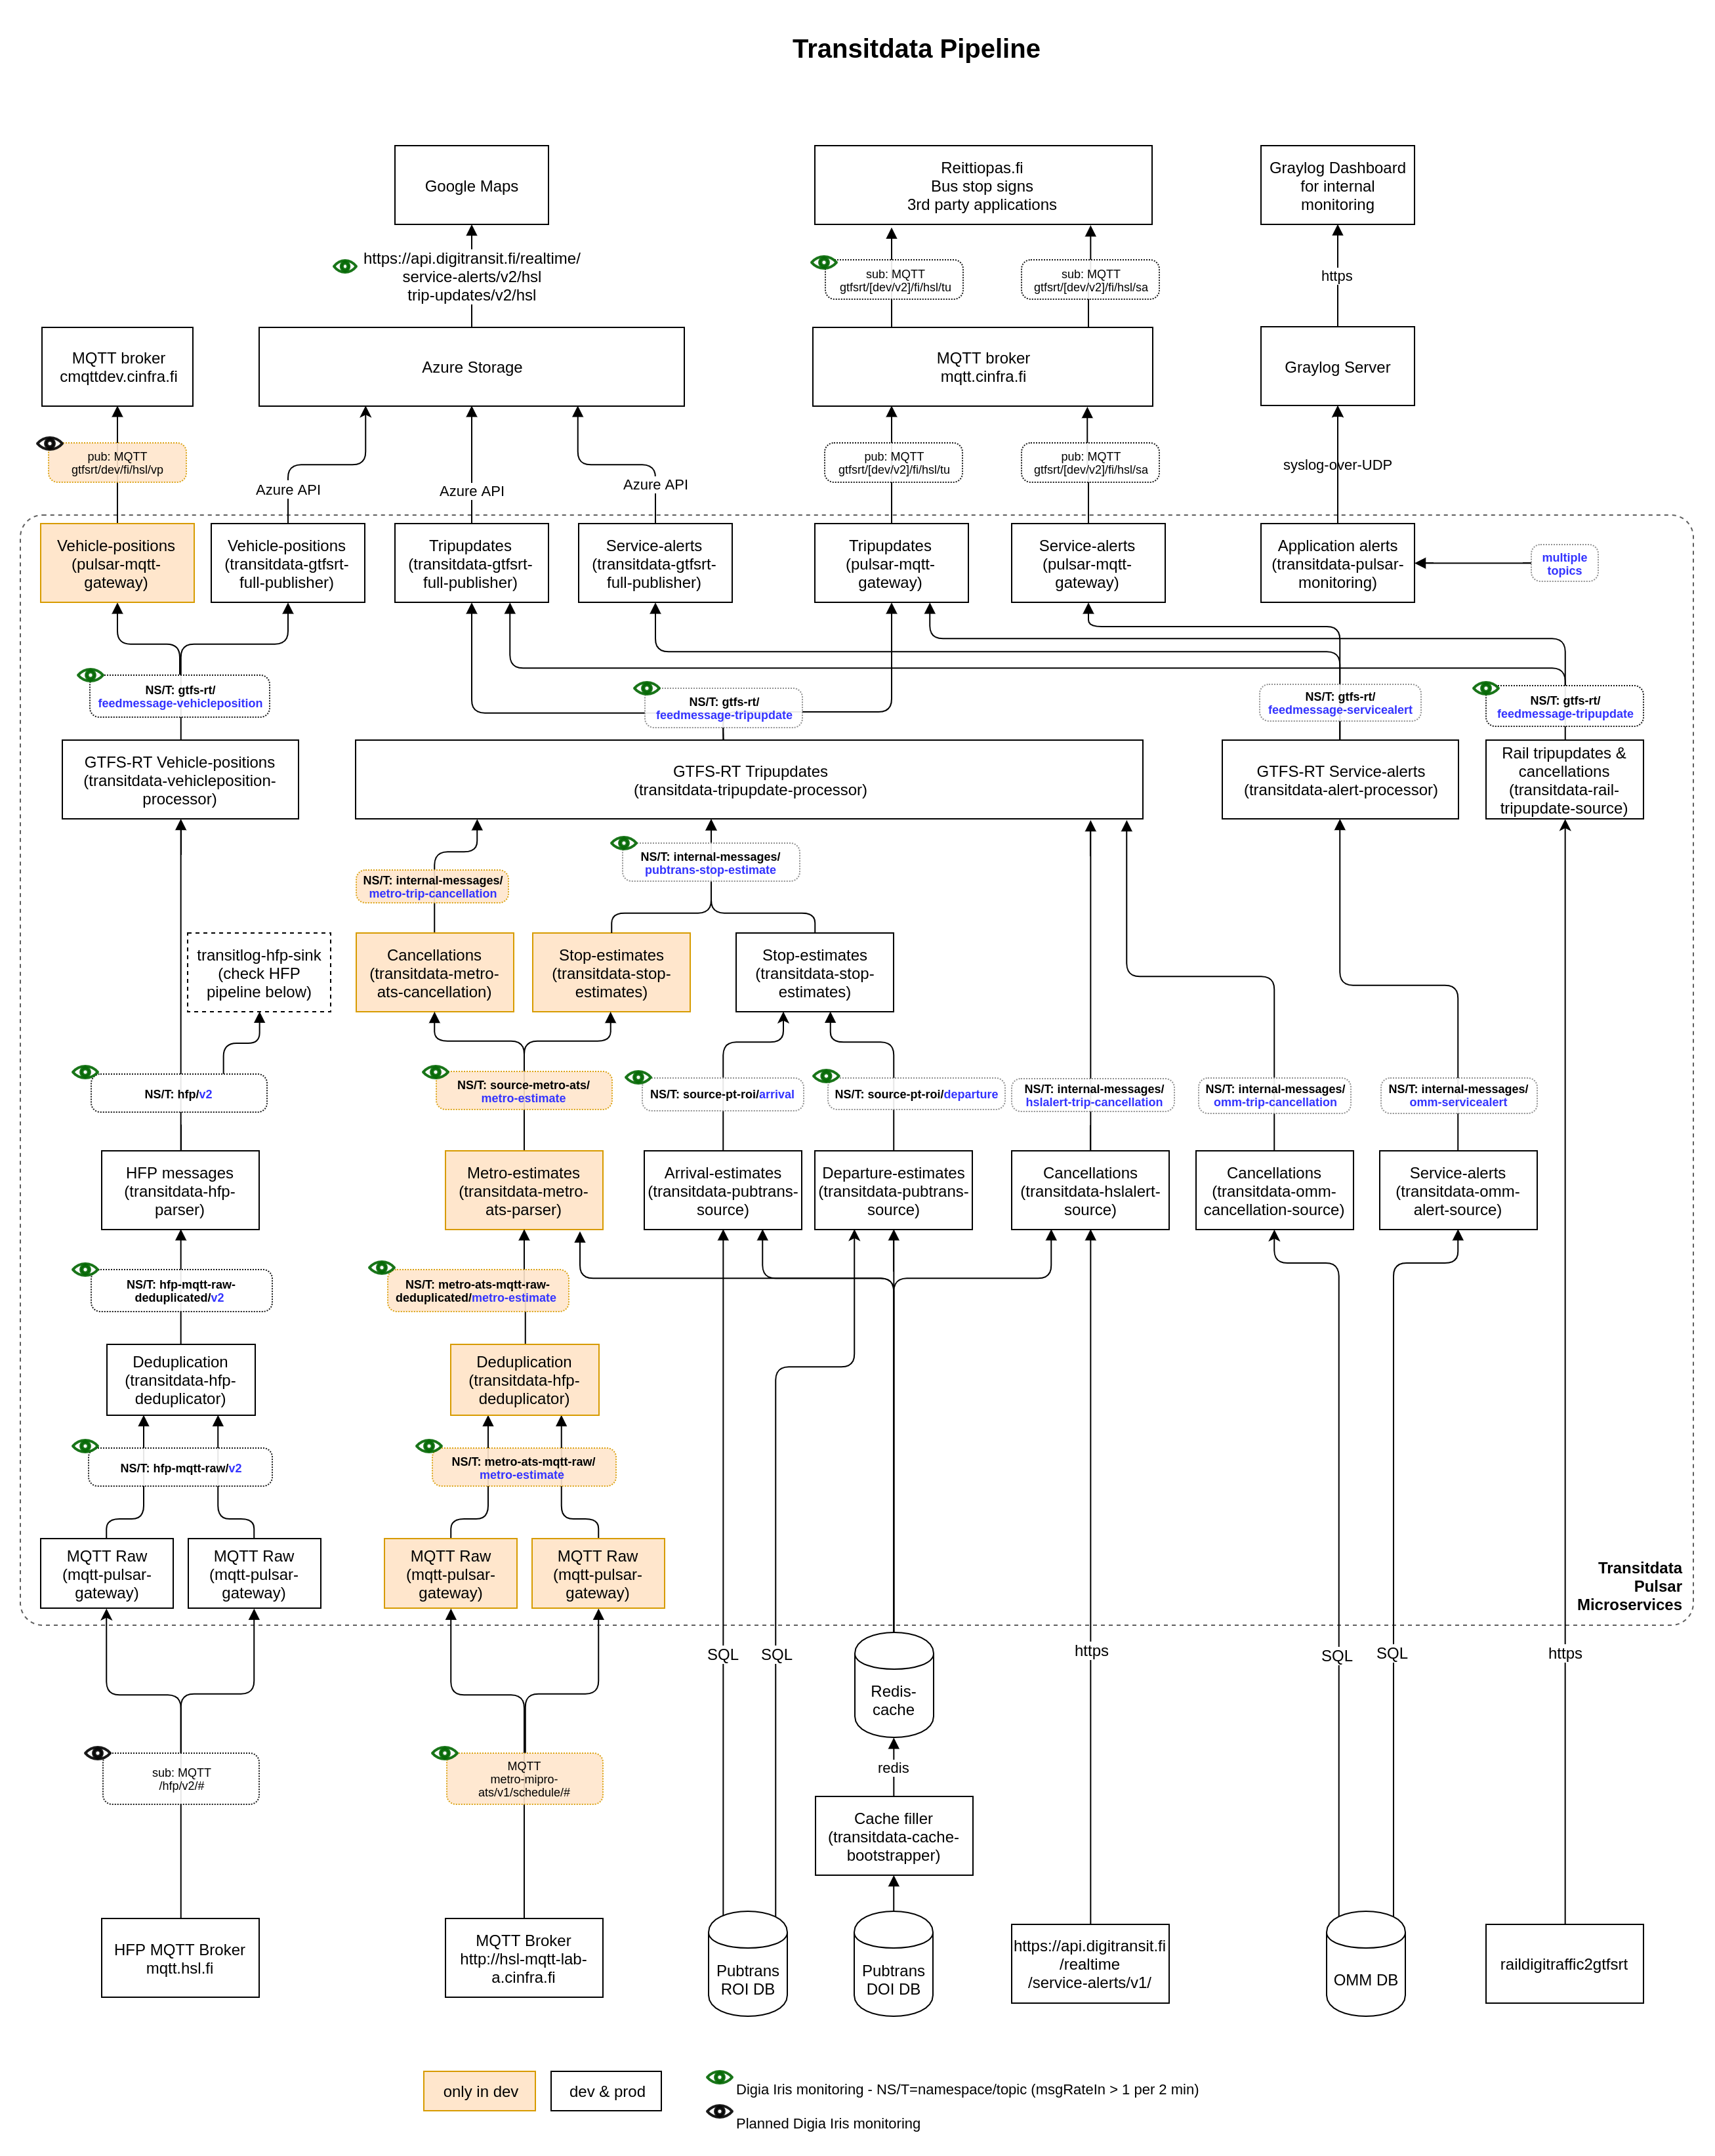 Transitdata Pipeline
Google Maps
Reittiopas.fi
Bus stop signs
3rd party applications
Graylog Dashboard
for internal
monitoring
https://api.digitransit.fi/realtime/
service-alerts/v2/hsl
trip-updates/v2/hsl
sub: MQTT
gtfsrt/[dev/v2]/fi/hsl/tu
sub: MQTT
gtfsrt/[dev/v2]/fi/hsl/sa
https
MQTT broker
cmqttdev.cinfra.fi
Azure Storage
MQTT broker
mqtt.cinfra.fi
Graylog Server
pub: MQTT
gtfsrt/dev/fi/hsl/vp
Azure API
Azure API
Azure API
pub: MQTT
gtfsrt/[dev/v2]/fi/hsl/tu
pub: MQTT
gtfsrt/[dev/v2]/fi/hsl/sa
syslog-over-UDP
Vehicle-positions
(pulsar-mqtt-
gateway)
Vehicle-positions
(transitdata-gtfsrt-
full-publisher)
Tripupdates
(transitdata-gtfsrt-
full-publisher)
Service-alerts
(transitdata-gtfsrt-
full-publisher)
Tripupdates
(pulsar-mqtt-
gateway)
Service-alerts
(pulsar-mqtt-
gateway)
Application alerts
(transitdata-pulsar-
monitoring)
multiple
topics
NS/T: gtfs-rt/
feedmessage-vehicleposition
NS/T: gtfs-rt/
feedmessage-tripupdate
NS/T: gtfs-rt/
feedmessage-servicealert
NS/T: gtfs-rt/
feedmessage-tripupdate
GTFS-RT Vehicle-positions
(transitdata-vehicleposition-
processor)
GTFS-RT Tripupdates
(transitdata-tripupdate-processor)
GTFS-RT Service-alerts
(transitdata-alert-processor)
Rail tripupdates &
cancellations
(transitdata-rail-
tripupdate-source)
NS/T: internal-messages/
metro-trip-cancellation
NS/T: internal-messages/
pubtrans-stop-estimate
transitlog-hfp-sink
(check HFP
pipeline below)
Cancellations
(transitdata-metro-
ats-cancellation)
Stop-estimates
(transitdata-stop-
estimates)
Stop-estimates
(transitdata-stop-
estimates)
NS/T: hfp/v2
NS/T: source-metro-ats/
metro-estimate
NS/T: source-pt-roi/arrival
NS/T: source-pt-roi/departure
NS/T: internal-messages/
hslalert-trip-cancellation
NS/T: internal-messages/
omm-trip-cancellation
NS/T: internal-messages/
omm-servicealert
HFP messages
(transitdata-hfp-
parser)
Metro-estimates
(transitdata-metro-
ats-parser)
Arrival-estimates
(transitdata-pubtrans-
source)
Departure-estimates
(transitdata-pubtrans-
source)
Cancellations
(transitdata-hslalert-
source)
Cancellations
(transitdata-omm-
cancellation-source)
Service-alerts
(transitdata-omm-
alert-source)
NS/T: hfp-mqtt-raw-
deduplicated/v2
NS/T: metro-ats-mqtt-raw-
deduplicated/metro-estimate
Deduplication
(transitdata-hfp-
deduplicator)
Deduplication
(transitdata-hfp-
deduplicator)
NS/T: hfp-mqtt-raw/v2
NS/T: metro-ats-mqtt-raw/
metro-estimate
MQTT Raw
(mqtt-pulsar-
gateway)
MQTT Raw
(mqtt-pulsar-
gateway)
MQTT Raw
(mqtt-pulsar-
gateway)
MQTT Raw
(mqtt-pulsar-
gateway)
Transitdata
Pulsar
Microservices
SQL
SQL
https
SQL
SQL
https
Redis-
cache
redis
sub: MQTT
/hfp/v2/#
MQTT
metro-mipro-
ats/v1/schedule/#
Cache filler
(transitdata-cache-
bootstrapper)
HFP MQTT Broker
mqtt.hsl.fi
MQTT Broker
http://hsl-mqtt-lab-
a.cinfra.fi
Pubtrans
ROI DB
Pubtrans
DOI DB
https://api.digitransit.fi
/realtime
/service-alerts/v1/
OMM DB
raildigitraffic2gtfsrt
only in dev
dev & prod
Digia Iris monitoring - NS/T=namespace/topic (msgRateIn > 1 per 2 min)
Planned Digia Iris monitoring